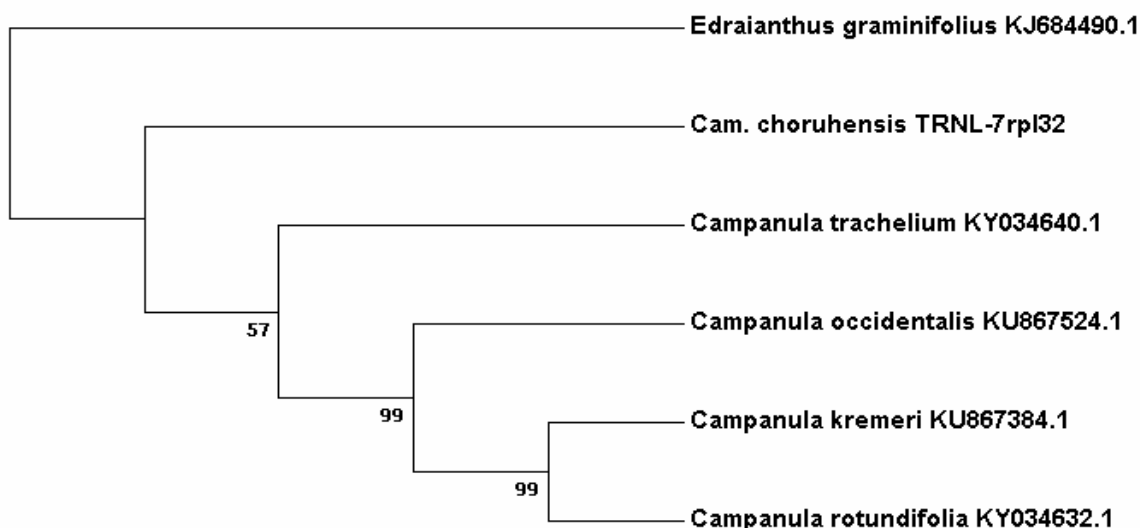 Edraianthus graminifolius KJ684490.1
Cam. choruhensis TRNL-7rpl32
Campanula trachelium KY034640.1
57
Campanula occidentalis KU867524.1
99
Campanula kremeri KU867384.1
99
Campanula rotundifolia KY034632.1